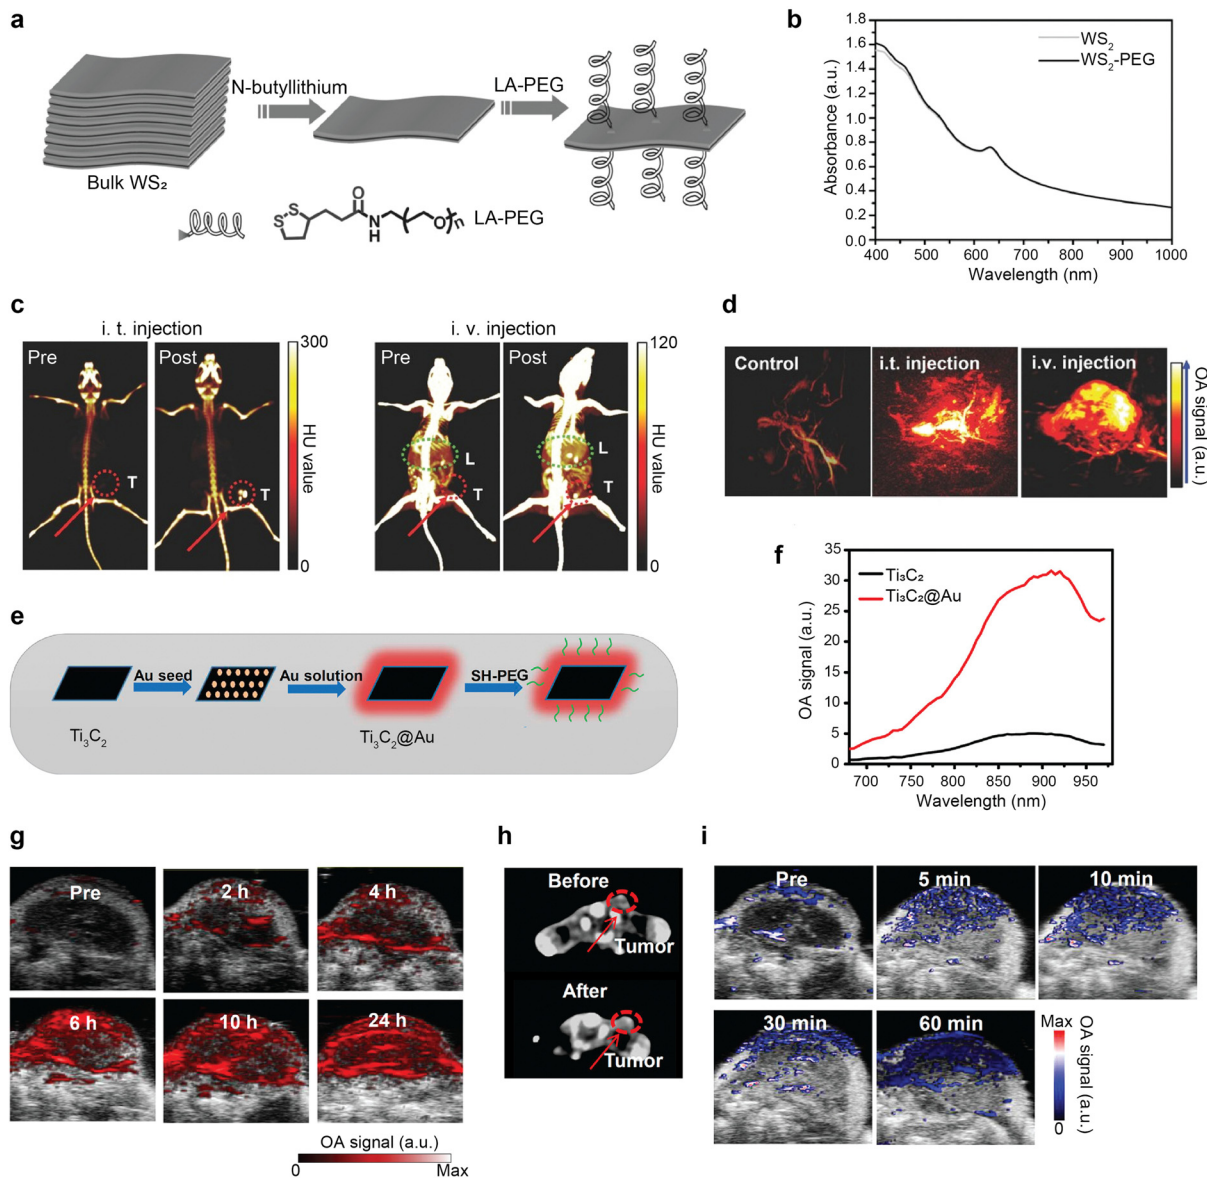 a
N-butyllithium
LA-PEG
Bulk WS₂
S-S
O
N
H
O
n
LA-PEG
b
Absorbance (a.u.)
1.8
1.6
1.4
1.2
1.0
0.8
0.6
0.4
0.2
0.0
WS₂
WS₂-PEG
400 500 600 700 800 900 1000
Wavelength (nm)
c
i. t. injection
Pre
T
Post
T
300
HU value
0
i. v. injection
Pre
L
T
Post
L
T
120
HU value
0
d
Control
i.t. injection
i.v. injection
OA signal (a.u.)
e
Au seed
Au solution
SH-PEG
Ti₃C₂
Ti₃C₂@Au
f
OA signal (a.u.)
35
30
25
20
15
10
5
0
Ti₃C₂
Ti₃C₂@Au
700 750 800 850 900 950
Wavelength (nm)
g
Pre
2 h
4 h
6 h
10 h
24 h
OA signal (a.u.)
0 Max
h
Before
Tumor
After
Tumor
i
Pre
5 min
10 min
30 min
60 min
Max
OA signal (a.u.)
0